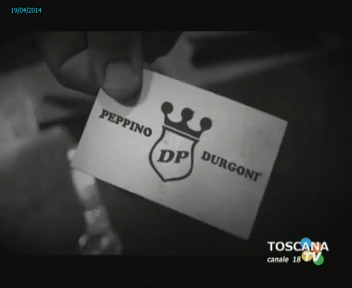 19/04/2014
PEPPINO
DP
DURGONI
TOSCANA
TV
canale 18